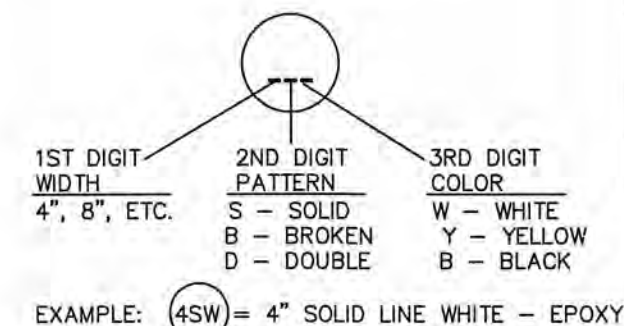 1ST DIGIT 2ND DIGIT 3RD DIGIT
WIDTH PATTERN COLOR
4", 8", ETC. S – SOLID W – WHITE
B – BROKEN Y – YELLOW
D – DOUBLE B – BLACK
EXAMPLE: 4SW = 4" SOLID LINE WHITE – EPOXY